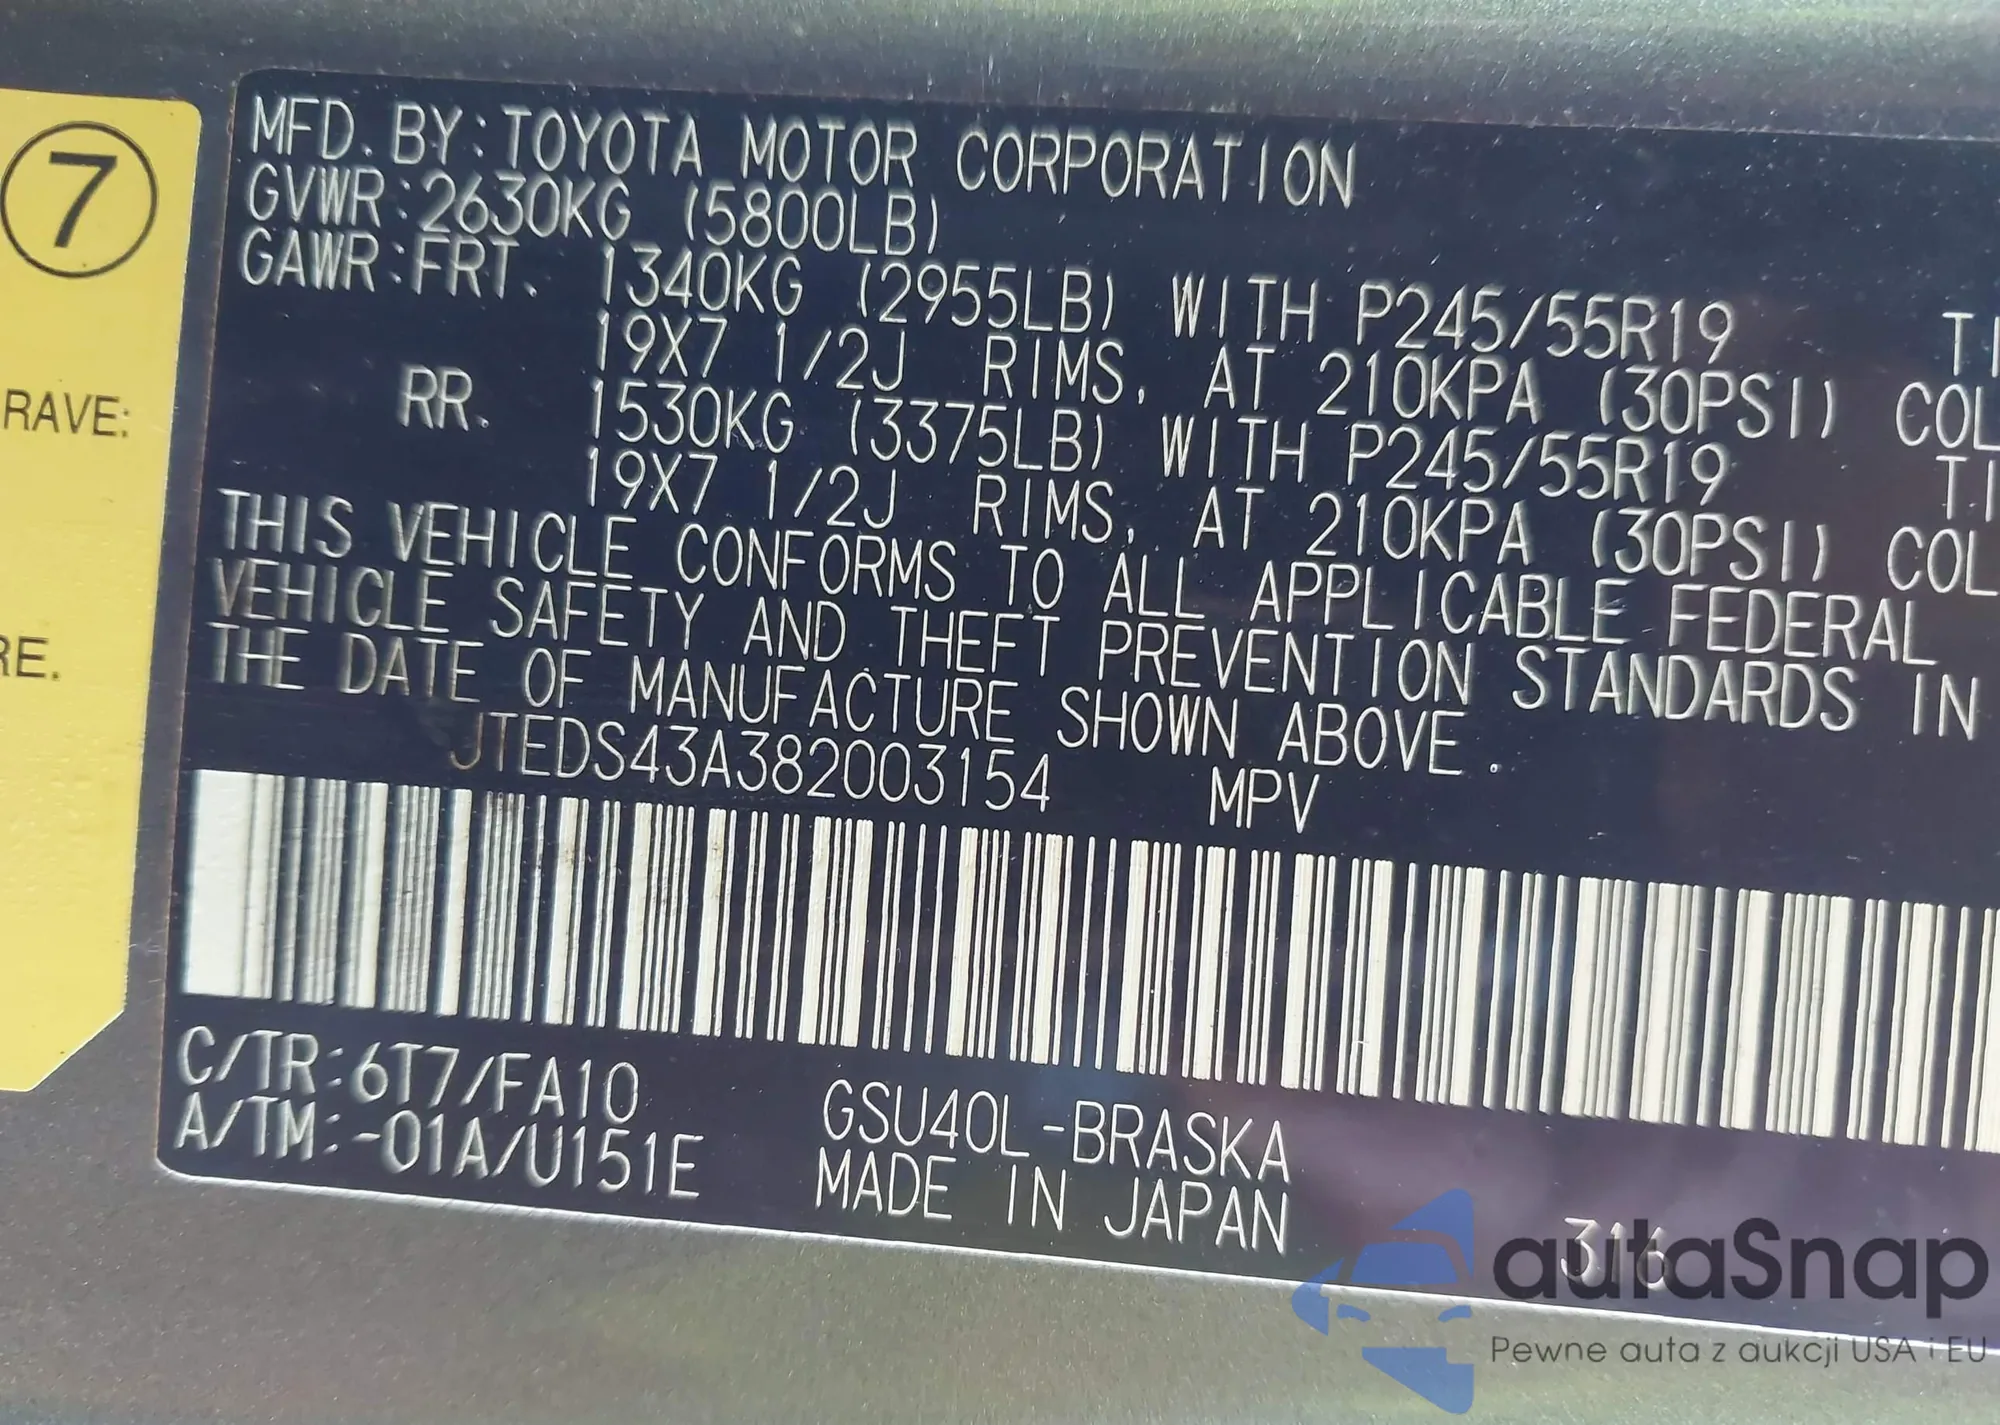 7
RAVE:
RE.
MFD. BY: TOYOTA MOTOR CORPORATION
GVWR: 2630KG (5800LB)
GAWR: FRT. 1340KG (2955LB) WITH P245/55R19 TI
19X7 1/2J RIMS, AT 210KPA (30PSI) COL
RR. 1530KG (3375LB) WITH P245/55R19 TI
19X7 1/2J RIMS, AT 210KPA (30PSI) COL
THIS VEHICLE CONFORMS TO ALL APPLICABLE FEDERAL
VEHICLE SAFETY AND THEFT PREVENTION STANDARDS IN
THE DATE OF MANUFACTURE SHOWN ABOVE.
JTEDS43A382003154 MPV
C/TR: 6T7/FA10
A/TM: -01A/U151E
GSU40L-BRASKA
MADE IN JAPAN
316
autaSnap
Pewne auta z aukcji USA i EU